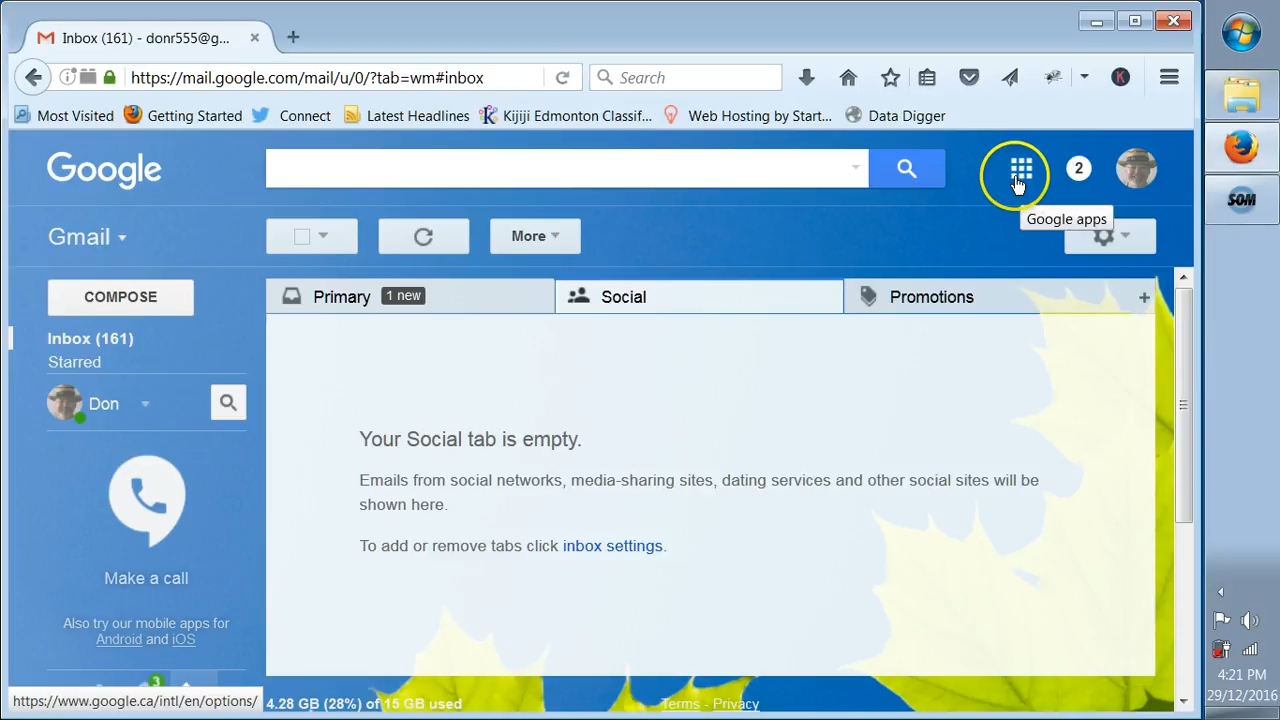 Inbox (161) - donr555@g...
https://mail.google.com/mail/u/0/?tab=wm#inbox
Search
K
Most Visited
Getting Started
Connect
Latest Headlines
Kijiji Edmonton Classif...
Web Hosting by Start...
Data Digger
SOM
Google
2
Google apps
Gmail
More
COMPOSE
Primary
1 new
Social
Promotions
+
Inbox (161)
Starred
Don
Your Social tab is empty.
Emails from social networks, media-sharing sites, dating services and other social sites will be
shown here.
To add or remove tabs click inbox settings.
Make a call
Also try our mobile apps for
Android and iOS
3
https://www.google.ca/intl/en/options/
4.28 GB (28%) of 15 GB used
Terms - Privacy
4:21 PM
29/12/2016